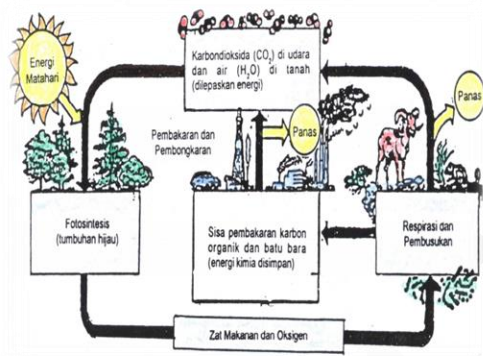 Energi
Matahari
Karbondioksida (CO2) di udara
dan air (H2O) di tanah
(dilepaskan energi)
Panas
Pembakaran dan
Pembongkaran
Panas
Fotosintesis
(tumbuhan hijau)
Sisa pembakaran karbon
organik dan batu bara
(energi kimia disimpan)
Respirasi dan
Pembusukan
Zat Makanan dan Oksigen